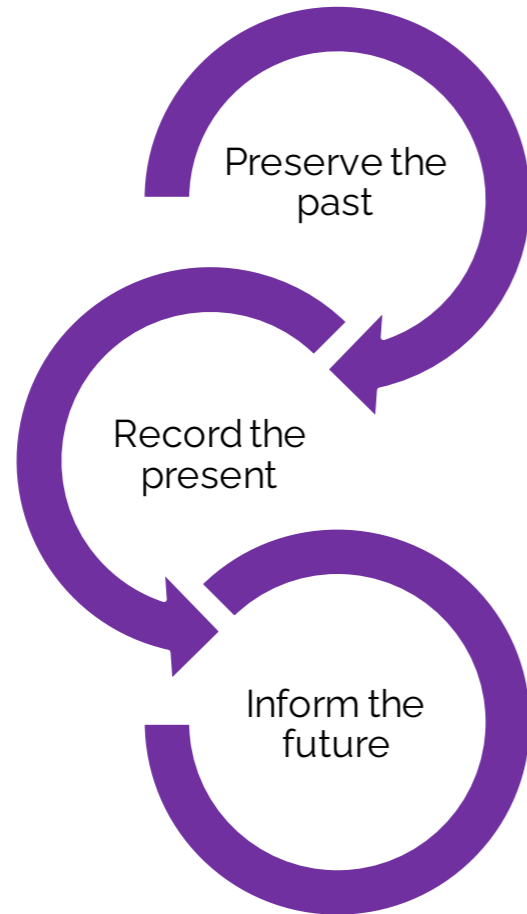 Preserve the
past
Record the
present
Inform the
future